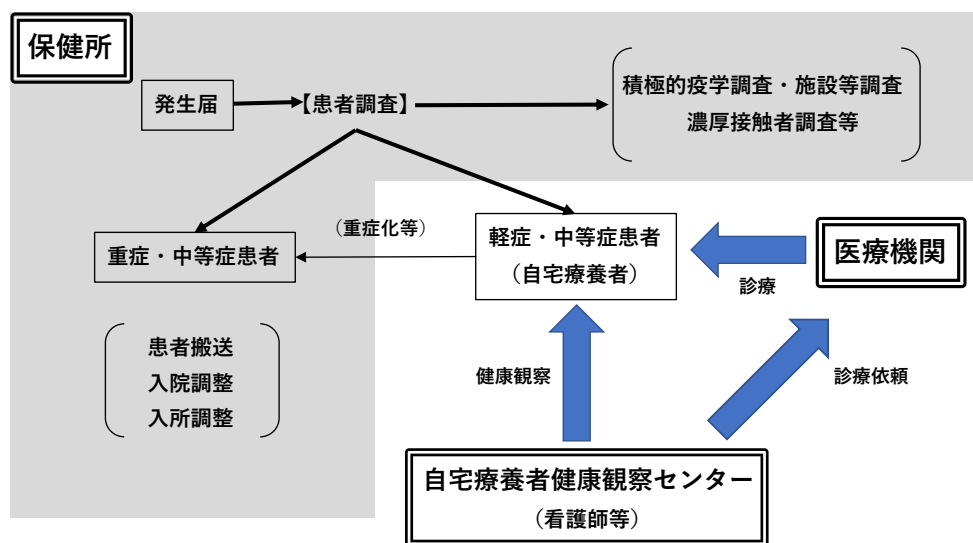 保健所
発生届
【患者調査】
積極的疫学調査・施設等調査
濃厚接触者調査等
(重症化等)
重症・中等症患者
軽症・中等症患者
(自宅療養者)
医療機関
診療
患者搬送
入院調整
入所調整
健康観察
診療依頼
自宅療養者健康観察センター
(看護師等)